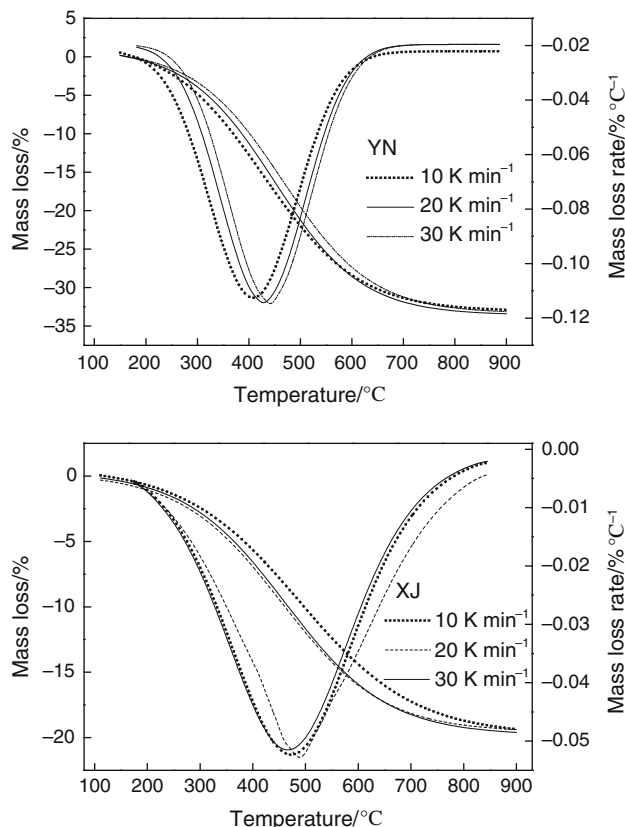 5
0
−5
−10
−15
−20
−25
−30
−35
Mass loss/%
−0.02
−0.04
−0.06
−0.08
−0.10
−0.12
Mass loss rate/% °C⁻¹
YN
10 K min⁻¹
20 K min⁻¹
30 K min⁻¹
100 200 300 400 500 600 700 800 900
Temperature/°C
0
−5
−10
−15
−20
Mass loss/%
0.00
−0.01
−0.02
−0.03
−0.04
−0.05
Mass loss rate/% °C⁻¹
XJ
10 K min⁻¹
20 K min⁻¹
30 K min⁻¹
100 200 300 400 500 600 700 800 900
Temperature/°C